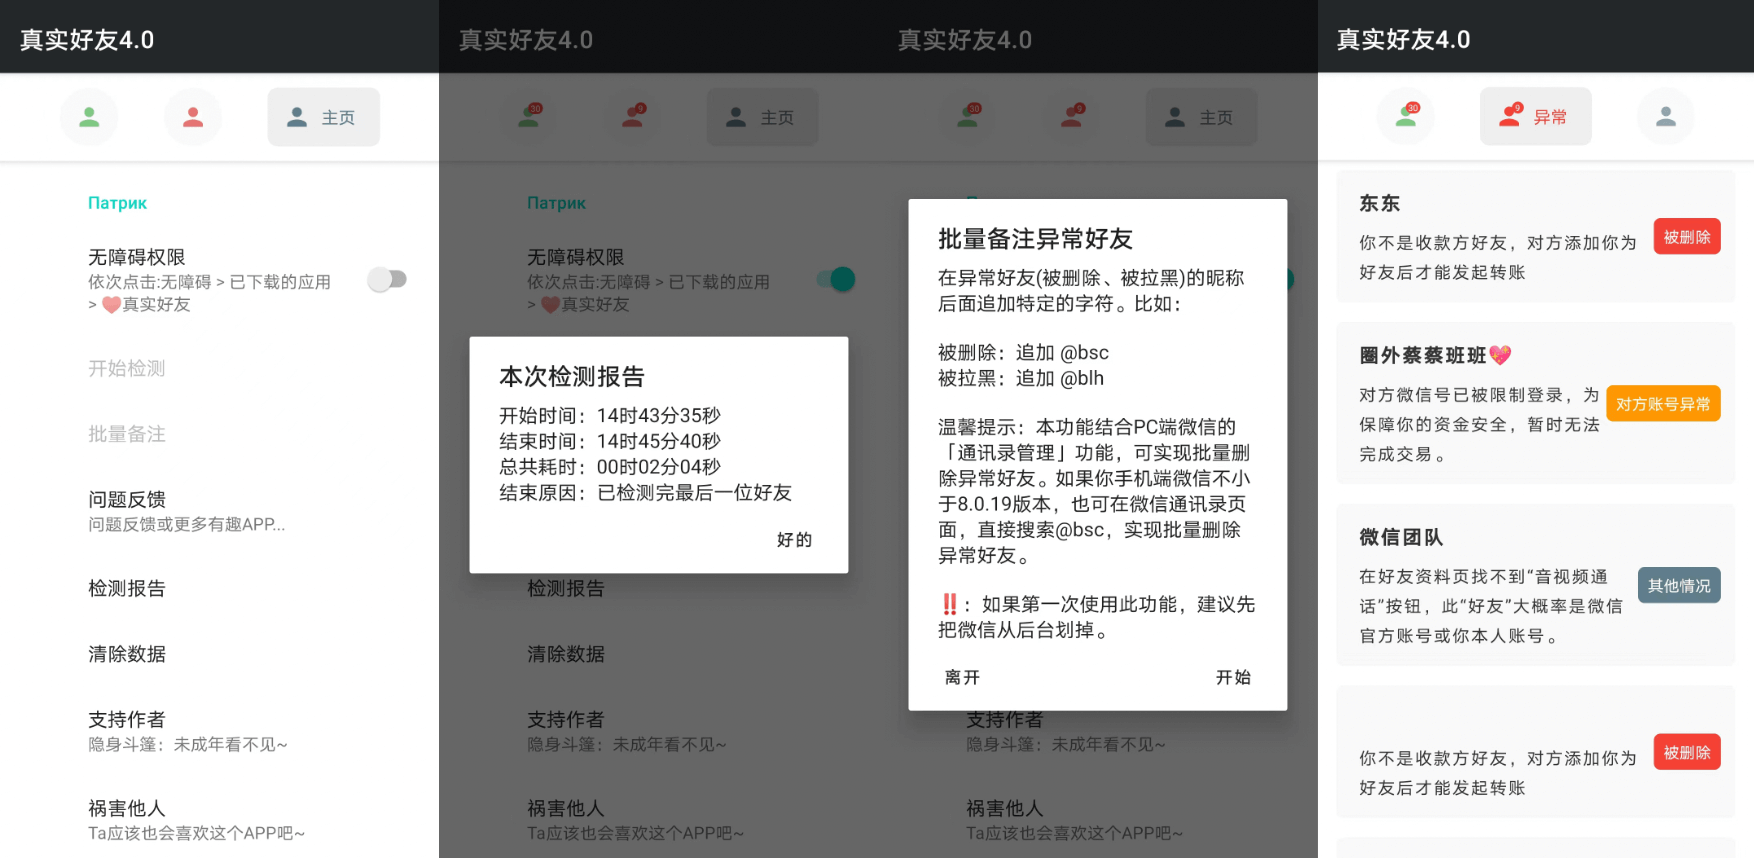 真实好友4.0
主页
Патрик
无障碍权限
依次点击:无障碍 > 已下载的应用
> ❤️真实好友
开始检测
批量备注
问题反馈
问题反馈或更多有趣APP...
检测报告
清除数据
支持作者
隐身斗篷：未成年看不见~
祸害他人
Ta应该也会喜欢这个APP吧~
真实好友4.0
30
9
主页
Патрик
无障碍权限
依次点击:无障碍 > 已下载的应用
> ❤️真实好友
本次检测报告
开始时间：14时43分35秒
结束时间：14时45分40秒
总共耗时：00时02分04秒
结束原因：已检测完最后一位好友
好的
检测报告
清除数据
支持作者
隐身斗篷：未成年看不见~
祸害他人
Ta应该也会喜欢这个APP吧~
真实好友4.0
30
9
主页
批量备注异常好友
在异常好友(被删除、被拉黑)的昵称
后面追加特定的字符。比如：
被删除：追加 @bsc
被拉黑：追加 @blh
温馨提示：本功能结合PC端微信的
「通讯录管理」功能，可实现批量删
除异常好友。如果你手机端微信不小
于8.0.19版本，也可在微信通讯录页
面，直接搜索@bsc，实现批量删除
异常好友。
‼️：如果第一次使用此功能，建议先
把微信从后台划掉。
离开
开始
支持作者
隐身斗篷：未成年看不见~
祸害他人
Ta应该也会喜欢这个APP吧~
真实好友4.0
30
9
异常
东东
你不是收款方好友，对方添加你为
好友后才能发起转账
被删除
圈外蔡蔡班班💖
对方微信号已被限制登录，为
保障你的资金安全，暂时无法
完成交易。
对方账号异常
微信团队
在好友资料页找不到“音视频通
话”按钮，此“好友”大概率是微信
官方账号或你本人账号。
其他情况
你不是收款方好友，对方添加你为
好友后才能发起转账
被删除